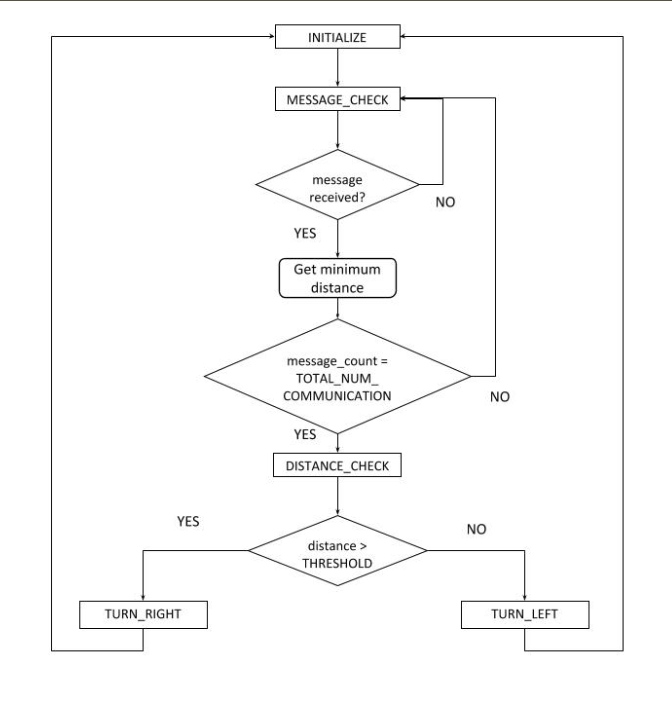 INITIALIZE
MESSAGE_CHECK
message
received?
NO
YES
Get minimum
distance
message_count =
TOTAL_NUM_
COMMUNICATION
NO
YES
DISTANCE_CHECK
YES
NO
distance >
THRESHOLD
TURN_RIGHT
TURN_LEFT